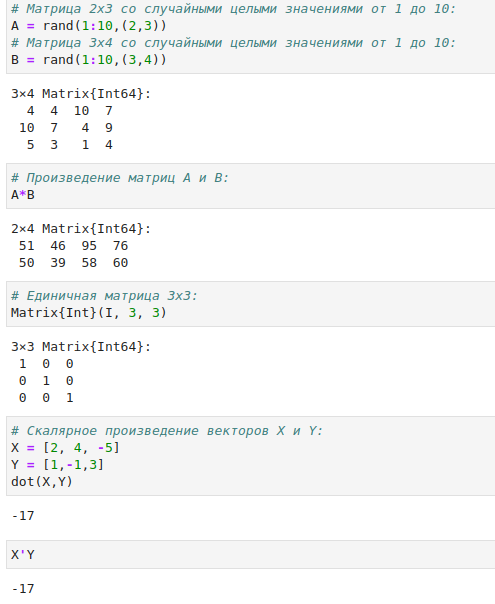 # Матрица 2x3 со случайными целыми значениями от 1 до 10:
A = rand(1:10,(2,3))
# Матрица 3x4 со случайными целыми значениями от 1 до 10:
B = rand(1:10,(3,4))
3×4 Matrix{Int64}:
4 4 10 7
10 7 4 9
5 3 1 4
# Произведение матриц A и B:
A*B
2×4 Matrix{Int64}:
51 46 95 76
50 39 58 60
# Единичная матрица 3x3:
Matrix{Int}(I, 3, 3)
3×3 Matrix{Int64}:
1 0 0
0 1 0
0 0 1
# Скалярное произведение векторов X и Y:
X = [2, 4, -5]
Y = [1,-1,3]
dot(X,Y)
-17
X'Y
-17